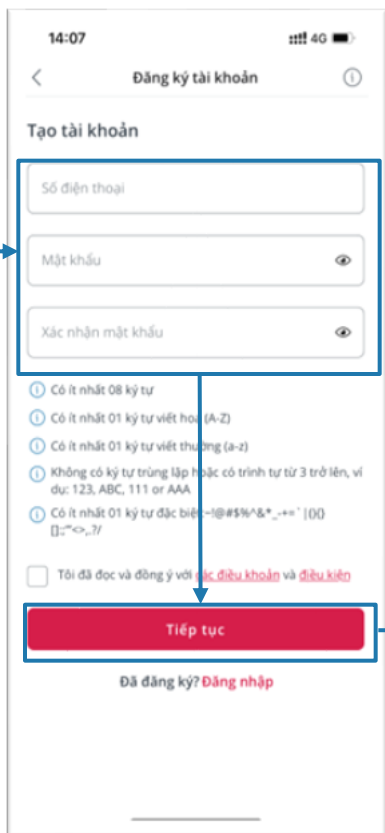 14:07 4G
Đăng ký tài khoản
Tạo tài khoản
Số điện thoại
Mật khẩu
Xác nhận mật khẩu
Có ít nhất 08 ký tự
Có ít nhất 01 ký tự viết hoa (A-Z)
Có ít nhất 01 ký tự viết thường (a-z)
Không có ký tự trùng lặp hoặc có trình tự từ 3 trở lên, ví
dụ: 123, ABC, 111 or AAA
Có ít nhất 01 ký tự đặc biệt:~!@#$%^&*_-+=`|(){}
[]:;"'<>,.?/
Tôi đã đọc và đồng ý với các điều khoản và điều kiện
Tiếp tục
Đã đăng ký? Đăng nhập